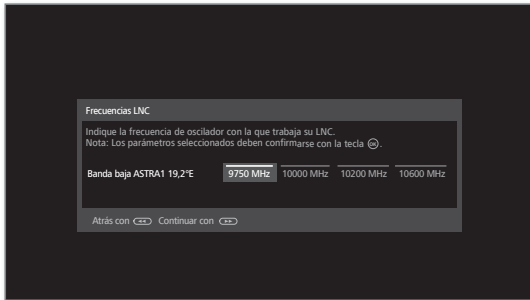 Frecuencias LNC
Indique la frecuencia de oscilador con la que trabaja su LNC.
Nota: Los parámetros seleccionados deben confirmarse con la tecla OK.
Banda baja ASTRA1 19,2°E 9750 MHz 10000 MHz 10200 MHz 10600 MHz
Atrás con Continuar con